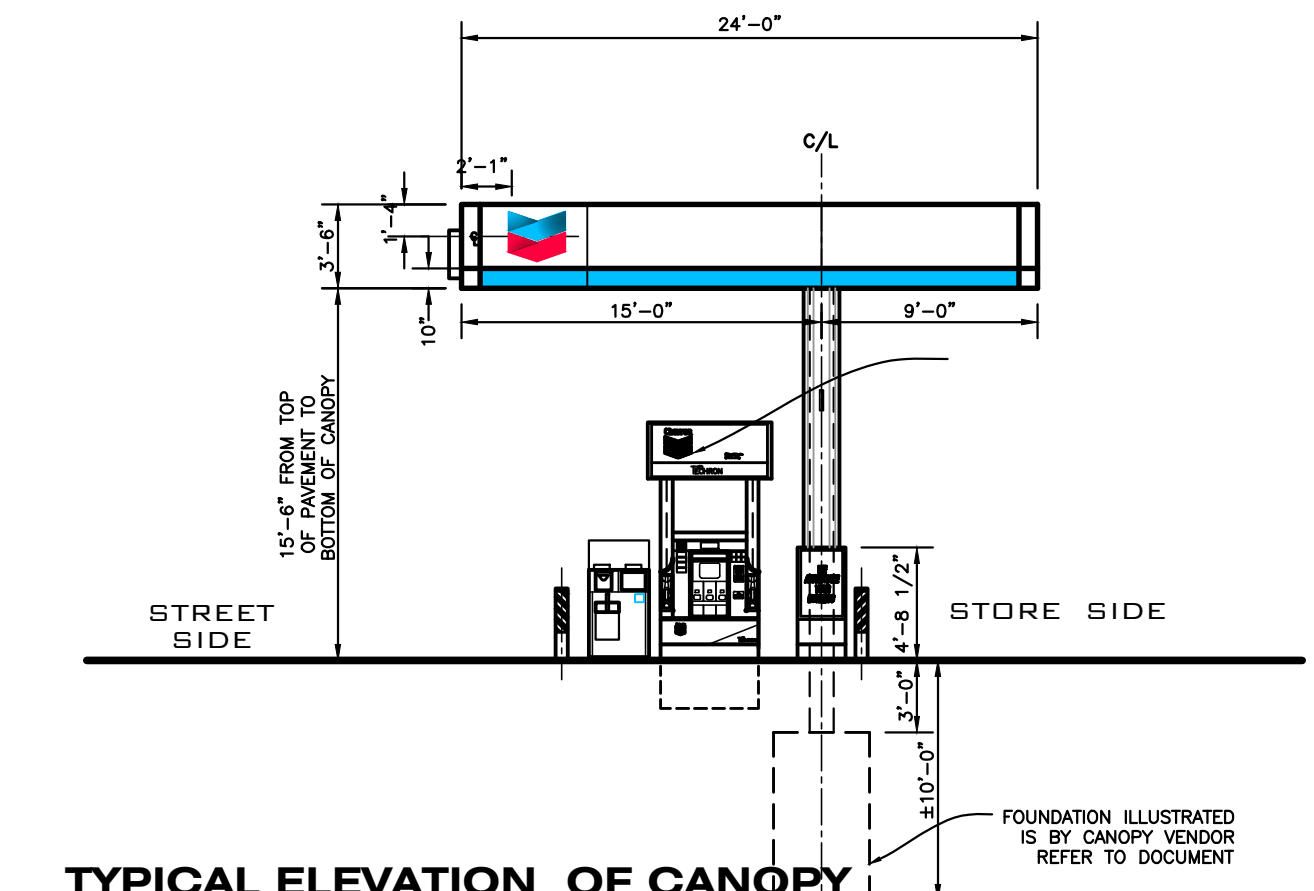 24'-0"
C/L
2'-1"
1'-4"
3'-6"
10"
15'-0"
9'-0"
15'-6" FROM TOP
OF PAVEMENT TO
BOTTOM OF CANOPY
Chevron
TECHRON
STREET
SIDE
STORE SIDE
4'-8 1/2"
3'-0"
±10'-0"
FOUNDATION ILLUSTRATED
IS BY CANOPY VENDOR
REFER TO DOCUMENT
TYPICAL ELEVATION OF CANOPY